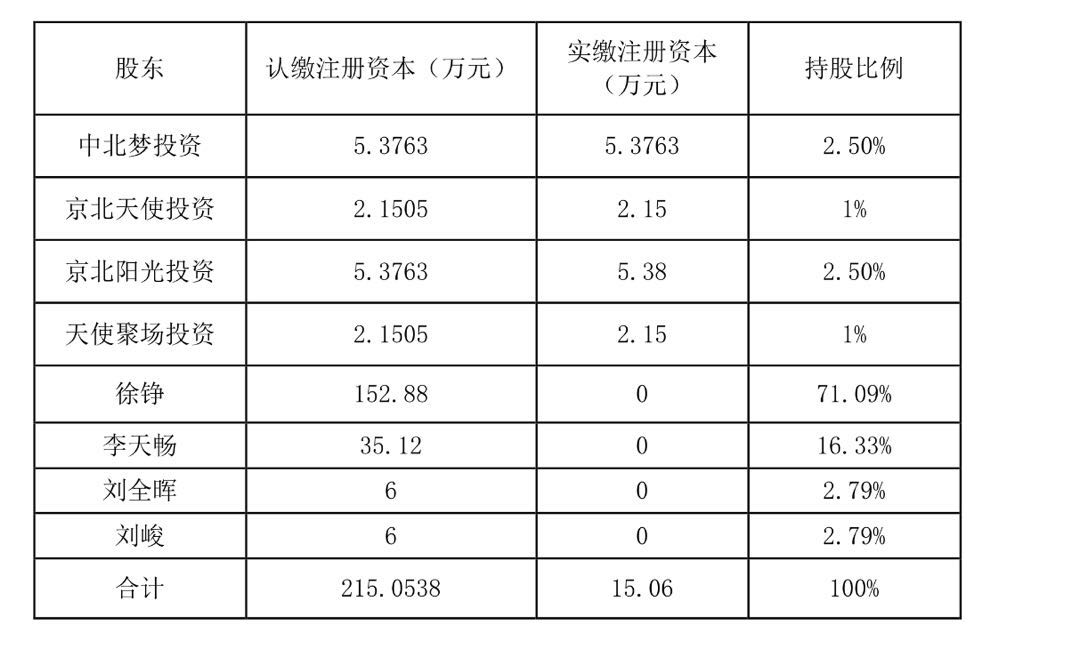 股东 认缴注册资本（万元） 实缴注册资本（万元） 持股比例
中北梦投资 5.3763 5.3763 2.50%
京北天使投资 2.1505 2.15 1%
京北阳光投资 5.3763 5.38 2.50%
天使聚场投资 2.1505 2.15 1%
徐铮 152.88 0 71.09%
李天畅 35.12 0 16.33%
刘全晖 6 0 2.79%
刘峻 6 0 2.79%
合计 215.0538 15.06 100%